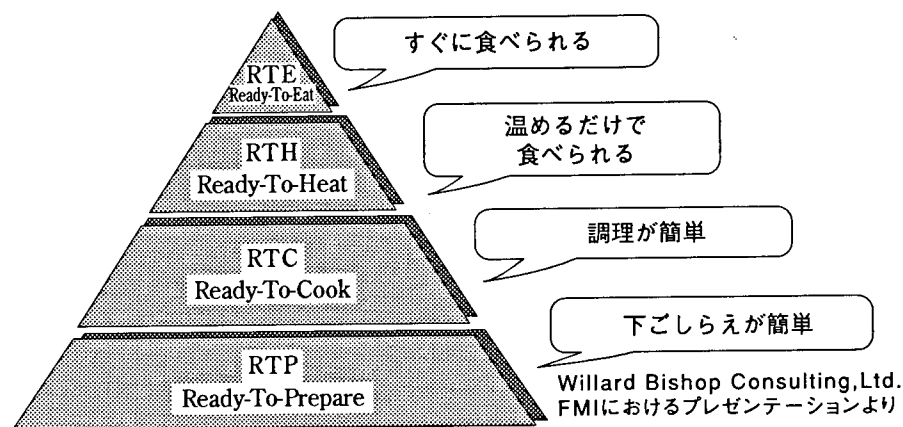 RTE
Ready-To-Eat
すぐに食べられる
RTH
Ready-To-Heat
温めるだけで
食べられる
RTC
Ready-To-Cook
調理が簡単
RTP
Ready-To-Prepare
下ごしらえが簡単
Willard Bishop Consulting,Ltd.
FMIにおけるプレゼンテーションより